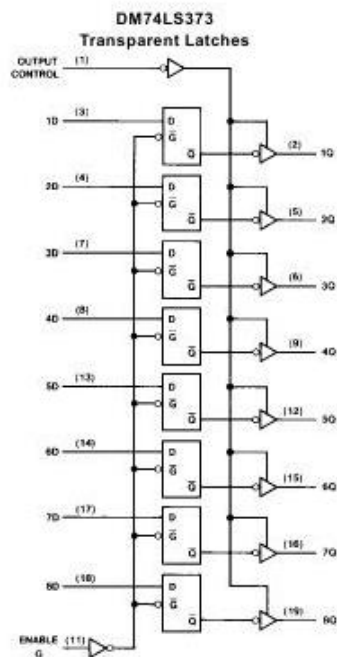 DM74LS373
Transparent Latches
OUTPUT CONTROL (1)
1D (3)
D
G
Q
(2) 1Q
2D (4)
D
G
Q
(5) 2Q
3D (7)
D
G
Q
(6) 3Q
4D (8)
D
G
Q
(9) 4Q
5D (13)
D
G
Q
(12) 5Q
6D (14)
D
G
Q
(15) 6Q
7D (17)
D
G
Q
(16) 7Q
8D (18)
D
G
Q
(19) 8Q
ENABLE G (11)